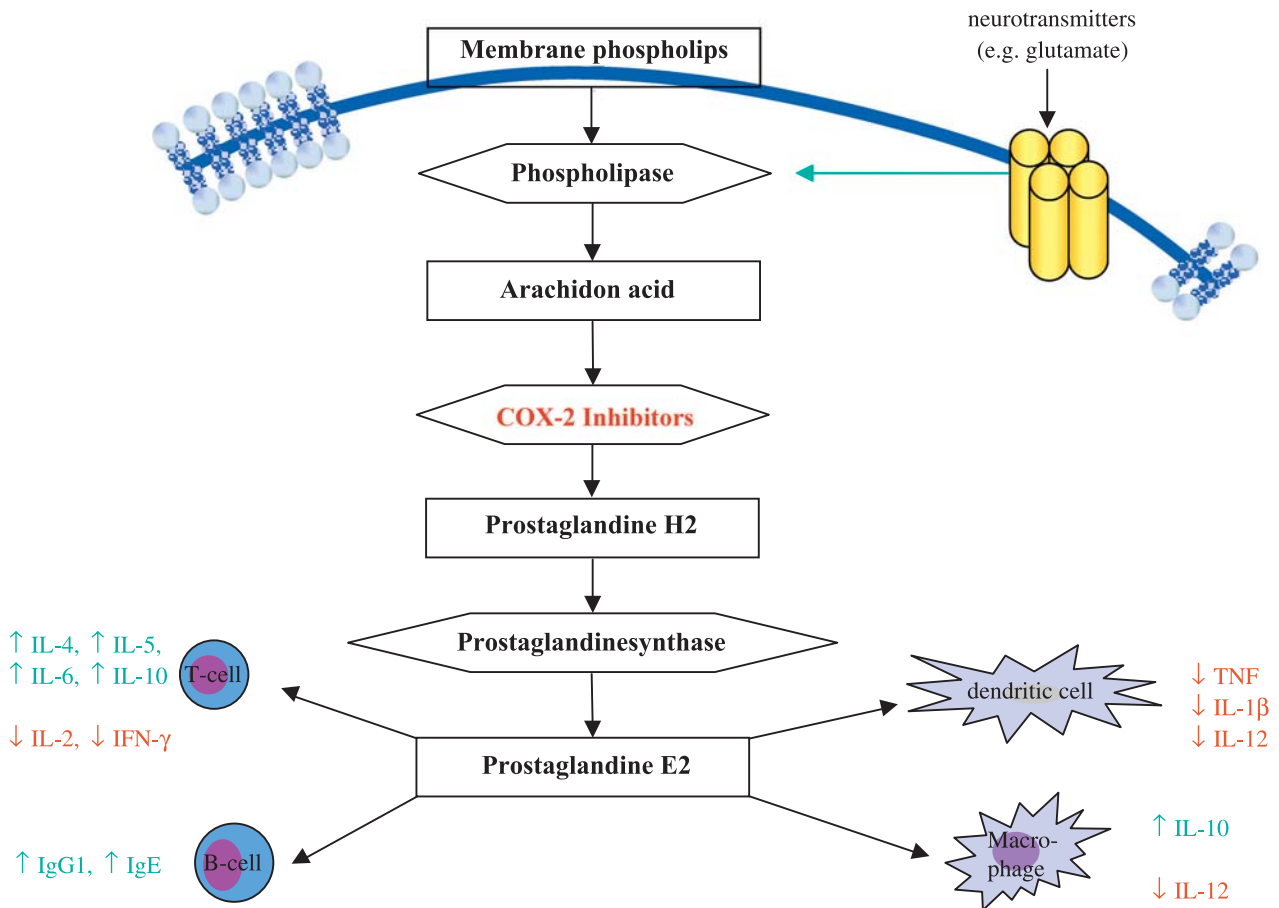 neurotransmitters
(e.g. glutamate)
Membrane phospholips
Phospholipase
Arachidon acid
COX-2 Inhibitors
Prostaglandine H2
Prostaglandinesynthase
↑ IL-4, ↑ IL-5,
↑ IL-6, ↑ IL-10
T-cell
↓ IL-2, ↓ IFN-γ
dendritic cell
↓ TNF
↓ IL-1β
↓ IL-12
Prostaglandine E2
↑ IgG1, ↑ IgE
B-cell
Macro-
phage
↑ IL-10
↓ IL-12